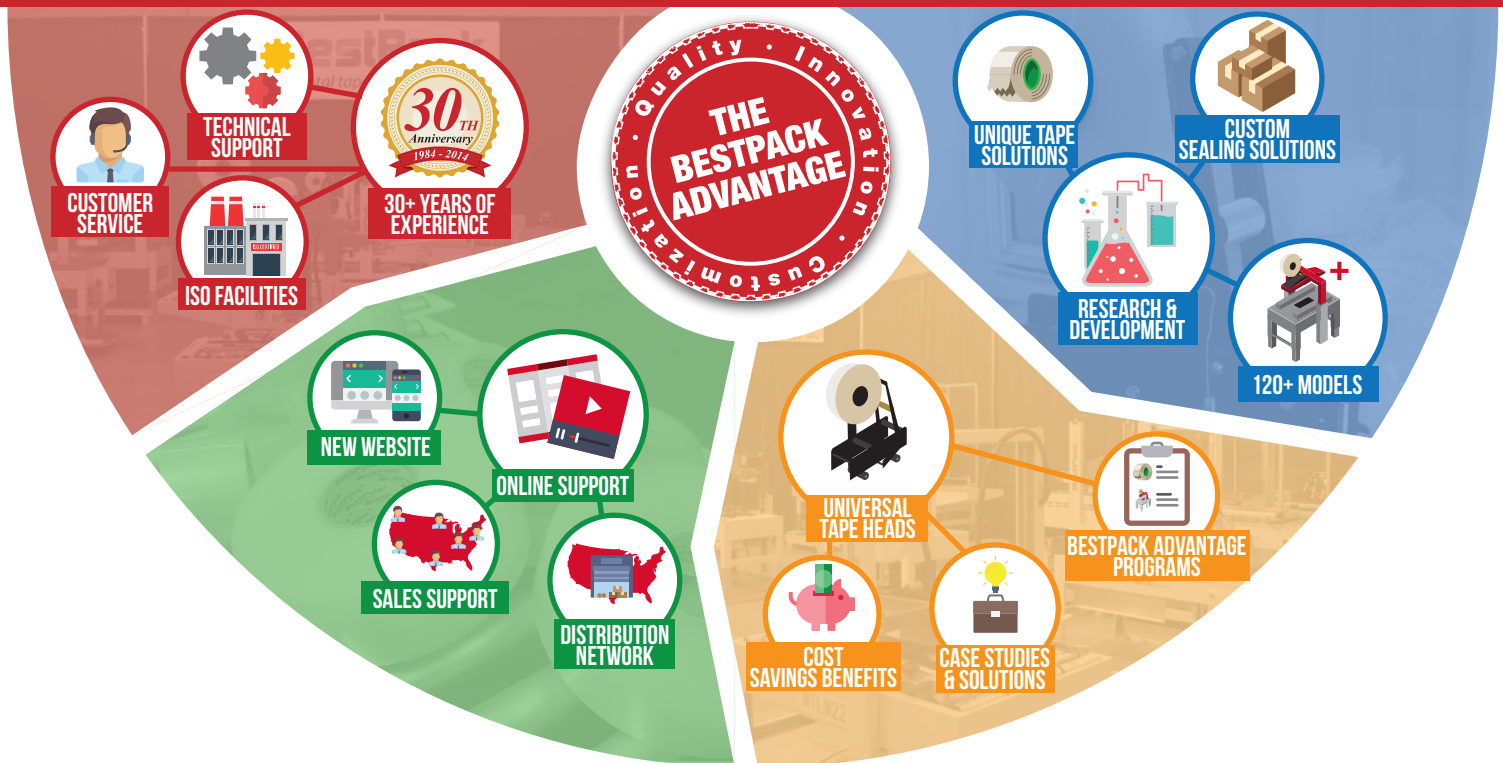 Quality · Innovation · Customization ·
THE
BESTPACK
ADVANTAGE
TECHNICAL
SUPPORT
30TH
Anniversary
1984 - 2014
30+ YEARS OF
EXPERIENCE
CUSTOMER
SERVICE
ISO CERTIFIED
ISO FACILITIES
UNIQUE TAPE
SOLUTIONS
CUSTOM
SEALING SOLUTIONS
RESEARCH &
DEVELOPMENT
120+ MODELS
NEW WEBSITE
ONLINE SUPPORT
SALES SUPPORT
DISTRIBUTION
NETWORK
UNIVERSAL
TAPE HEADS
BESTPACK ADVANTAGE
PROGRAMS
COST
SAVINGS BENEFITS
CASE STUDIES
& SOLUTIONS